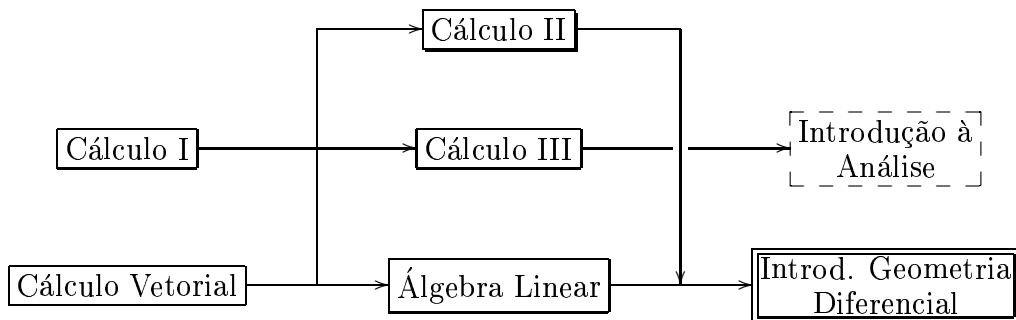 Cálculo II
Cálculo I
Cálculo III
Introdução à
Análise
Cálculo Vetorial
Álgebra Linear
Introd. Geometria
Diferencial